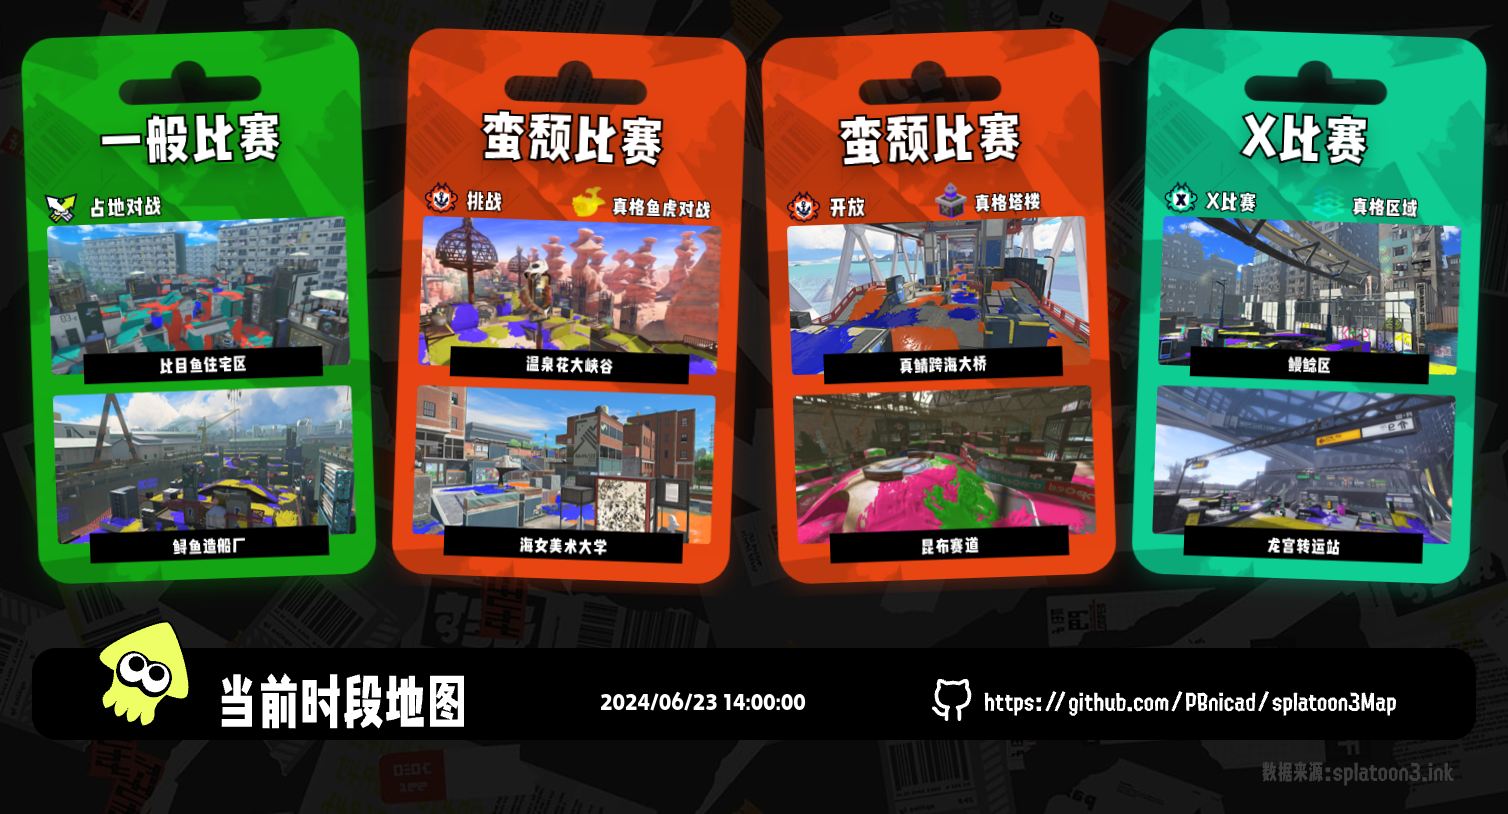 一般比赛
占地对战
比目鱼住宅区
鲟鱼造船厂
蛮颓比赛
挑战
真格鱼虎对战
温泉花大峡谷
海女美术大学
蛮颓比赛
开放
真格塔楼
真鲭跨海大桥
昆布赛道
X比赛
X比赛
真格区域
鳗鲶区
龙宫转运站
当前时段地图
2024/06/23 14:00:00
https://github.com/PBnicad/splatoon3Map
数据来源:splatoon3.ink